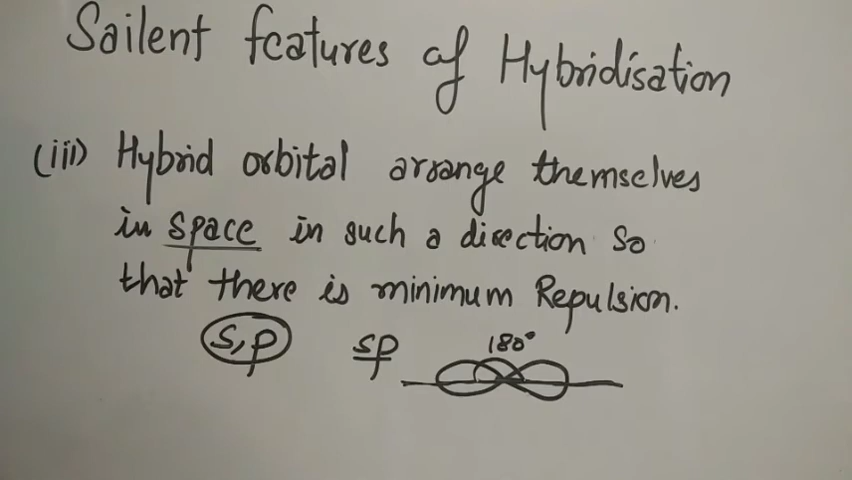 Sailent features of Hybridisation
(iii) Hybrid orbital arrange themselves
in space in such a direction so
that there is minimum Repulsion.
s,p sp 180°